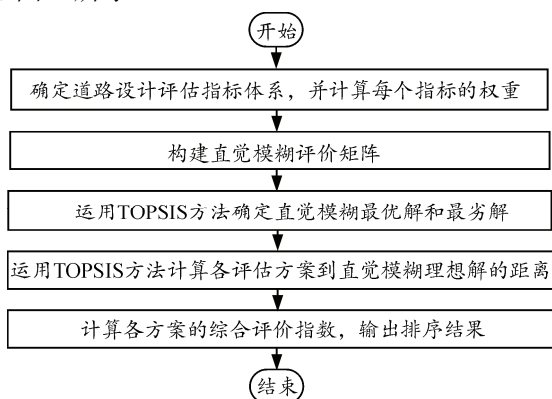 开始
确定道路设计评估指标体系，并计算每个指标的权重
构建直觉模糊评价矩阵
运用TOPSIS方法确定直觉模糊最优解和最劣解
运用TOPSIS方法计算各评估方案到直觉模糊理想解的距离
计算各方案的综合评价指数，输出排序结果
结束